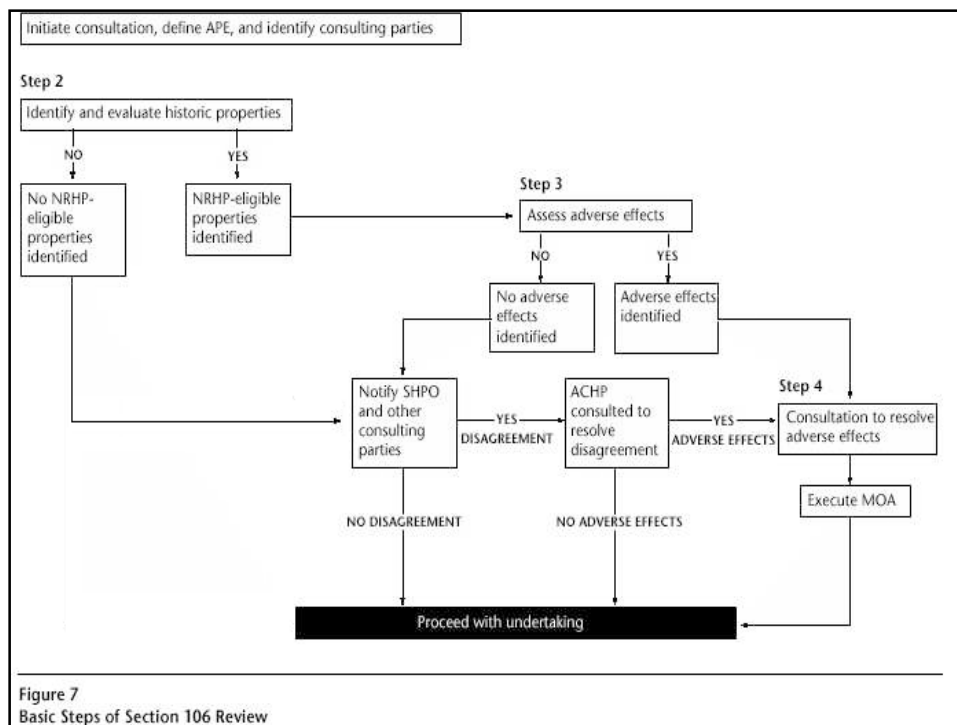 Initiate consultation, define APE, and identify consulting parties
Step 2
Identify and evaluate historic properties
NO
YES
No NRHP-
eligible
properties
identified
NRHP-eligible
properties
identified
Step 3
Assess adverse effects
NO
YES
No adverse
effects
identified
Adverse effects
identified
Notify SHPO
and other
consulting
parties
YES
DISAGREEMENT
ACHP
consulted to
resolve
disagreement
YES
ADVERSE EFFECTS
Step 4
Consultation to resolve
adverse effects
Execute MOA
NO DISAGREEMENT
NO ADVERSE EFFECTS
Proceed with undertaking
Figure 7
Basic Steps of Section 106 Review